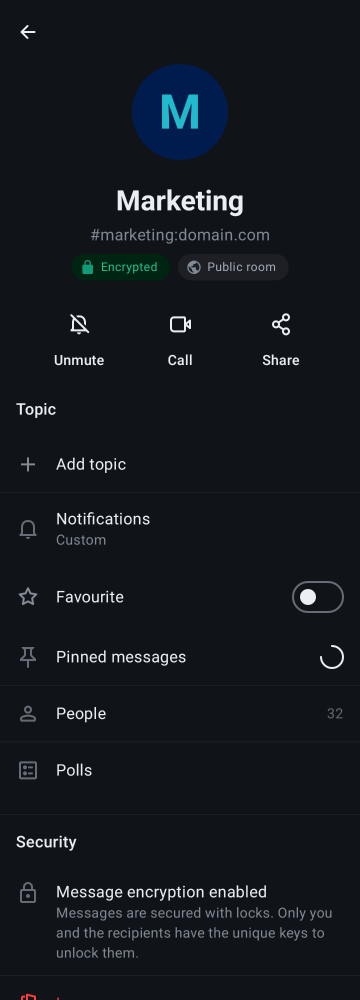 M
Marketing
#marketing:domain.com
Encrypted
Public room
Unmute
Call
Share
Topic
Add topic
Notifications
Custom
Favourite
Pinned messages
People
32
Polls
Security
Message encryption enabled
Messages are secured with locks. Only you
and the recipients have the unique keys to
unlock them.